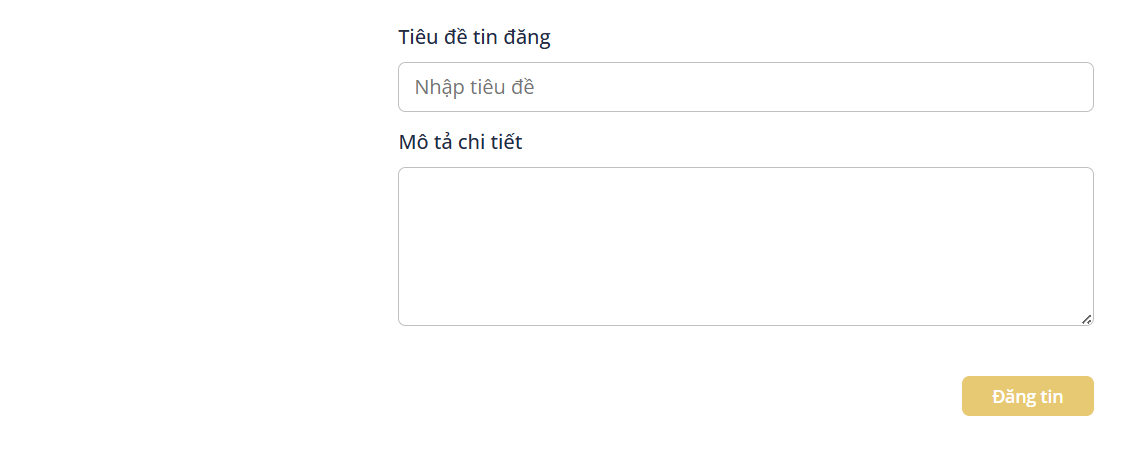 Tiêu đề tin đăng
Nhập tiêu đề
Mô tả chi tiết
Đăng tin